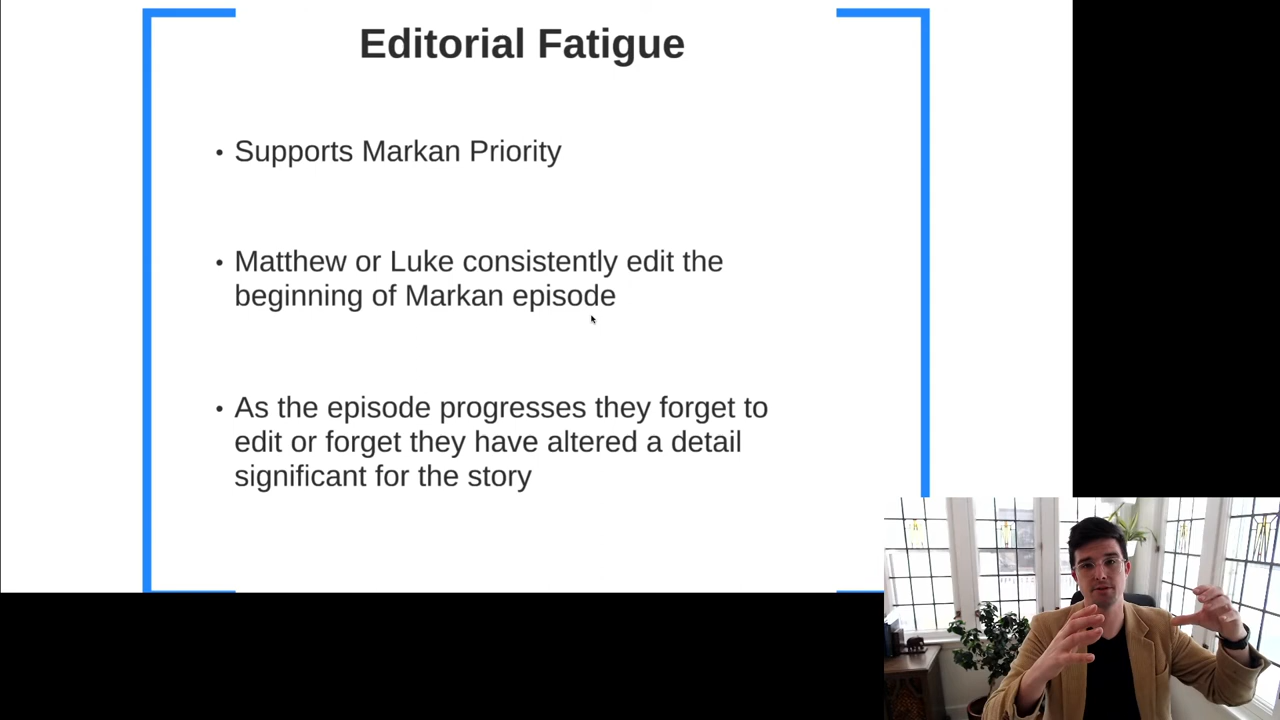 Editorial Fatigue
• Supports Markan Priority
• Matthew or Luke consistently edit the
beginning of Markan episode
• As the episode progresses they forget to
edit or forget they have altered a detail
significant for the story